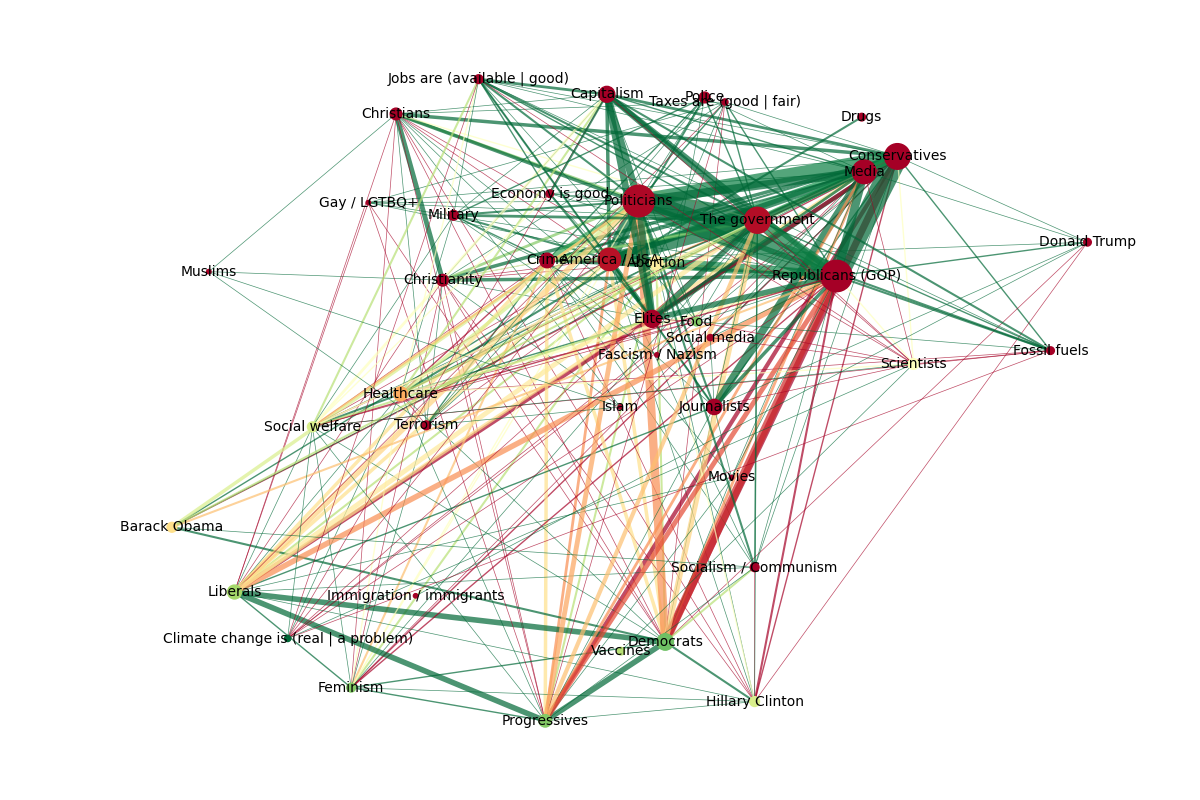 Jobs are (available | good)
Capitalism
Police
Taxes are (good | fair)
Christians
Drugs
Conservatives
Media
Economy is good
Politicians
Gay / LGTBQ+
Military
The government
Donald Trump
Crime
America / USA
Abortion
Muslims
Christianity
Republicans (GOP)
Elites
Food
Social media
Fascism / Nazism
Fossil fuels
Scientists
Healthcare
Islam
Journalists
Social welfare
Terrorism
Movies
Barack Obama
Socialism / Communism
Liberals
Immigration / immigrants
Climate change is (real | a problem)
Democrats
Vaccines
Feminism
Hillary Clinton
Progressives